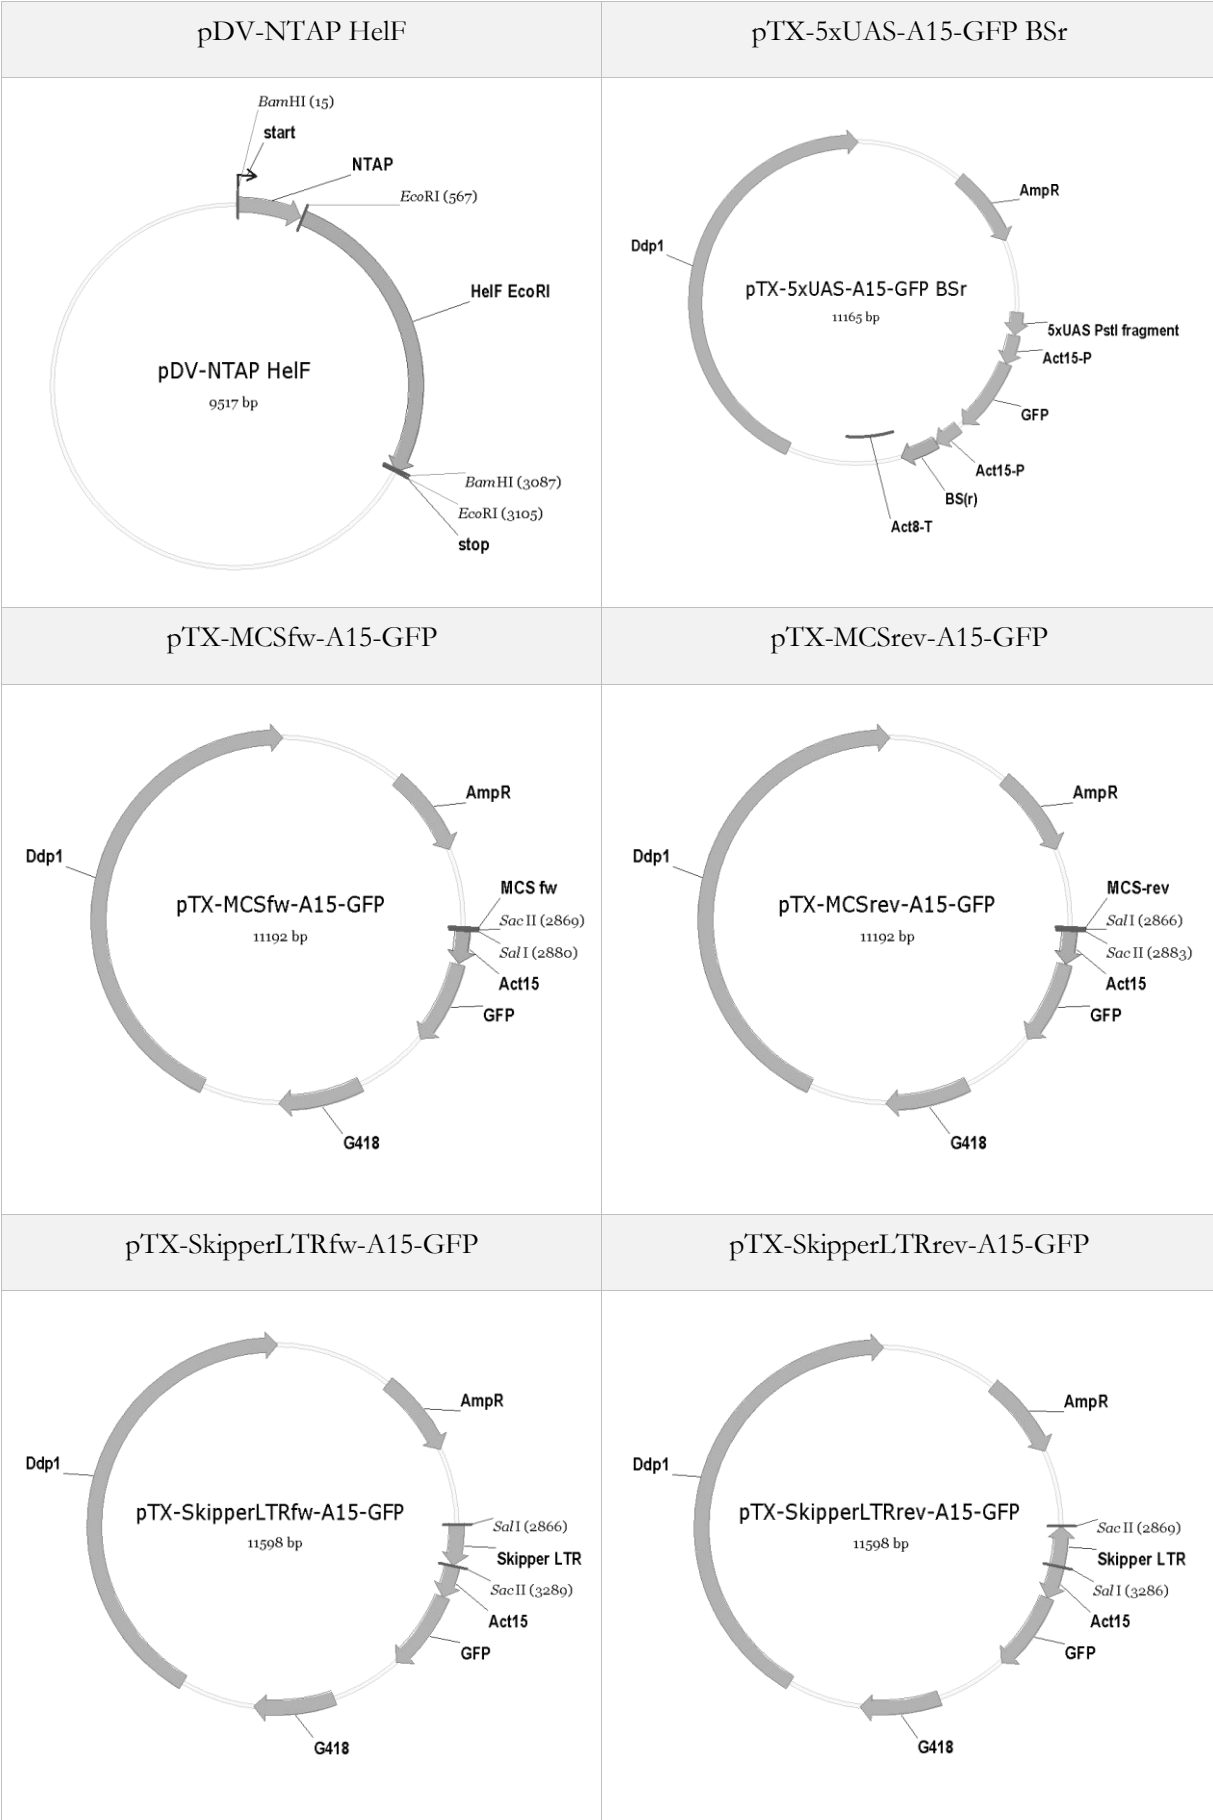 pDV-NTAP HelF
pTX-5xUAS-A15-GFP BSr
BamHI (15)
start
NTAP
EcoRI (567)
HelF EcoRI
pDV-NTAP HelF
9517 bp
BamHI (3087)
EcoRI (3105)
stop
AmpR
Ddp1
pTX-5xUAS-A15-GFP BSr
11165 bp
5xUAS PstI fragment
Act15-P
GFP
Act15-P
BS(r)
Act8-T
pTX-MCSfw-A15-GFP
pTX-MCSrev-A15-GFP
AmpR
Ddp1
MCS fw
pTX-MCSfw-A15-GFP
11192 bp
SacII (2869)
SalI (2880)
Act15
GFP
G418
AmpR
Ddp1
MCS-rev
pTX-MCSrev-A15-GFP
11192 bp
SalI (2866)
SacII (2883)
Act15
GFP
G418
pTX-SkipperLTRfw-A15-GFP
pTX-SkipperLTRrev-A15-GFP
AmpR
Ddp1
pTX-SkipperLTRfw-A15-GFP
11598 bp
SalI (2866)
Skipper LTR
SacII (3289)
Act15
GFP
G418
AmpR
Ddp1
pTX-SkipperLTRrev-A15-GFP
11598 bp
SacII (2869)
Skipper LTR
SalI (3286)
Act15
GFP
G418